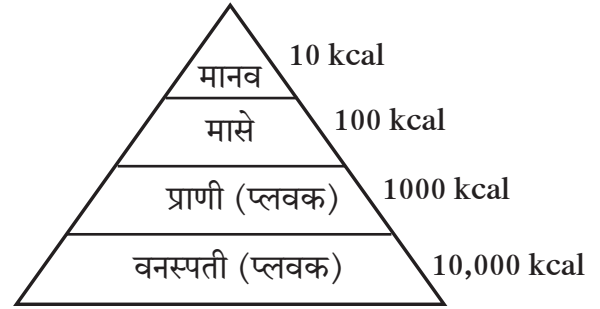 मानव 10 kcal
मासे 100 kcal
प्राणी (प्लवक) 1000 kcal
वनस्पती (प्लवक) 10,000 kcal